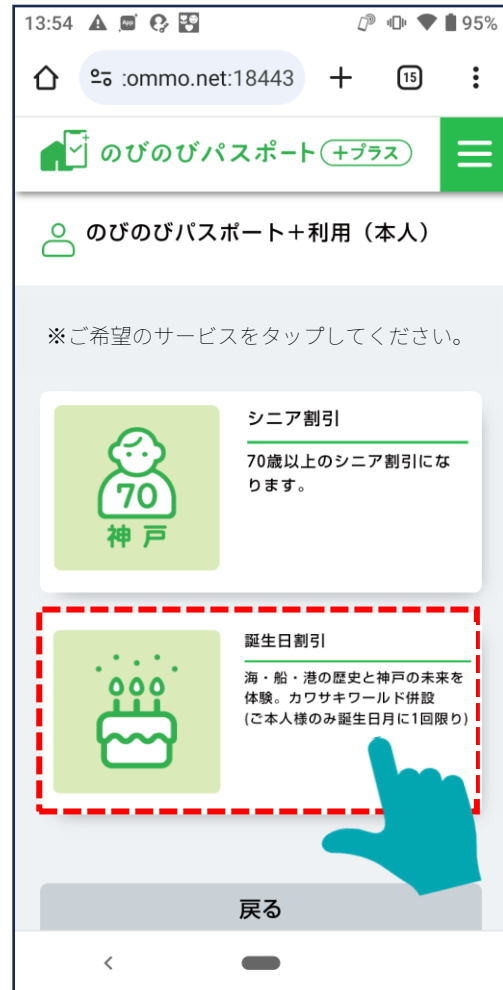 13:54 95%
:ommo.net:18443 15
のびのびパスポート +プラス
のびのびパスポート+利用（本人）
※ご希望のサービスをタップしてください。
シニア割引
70歳以上のシニア割引にな
ります。
70
神戸
誕生日割引
海・船・港の歴史と神戸の未来を
体験。カワサキワールド併設
(ご本人様のみ誕生日月に1回限り)
戻る